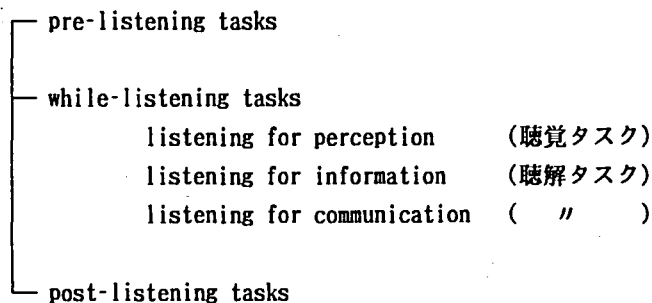 pre-listening tasks
while-listening tasks
listening for perception (聴覚タスク)
listening for information (聴解タスク)
listening for communication ( 〃 )
post-listening tasks